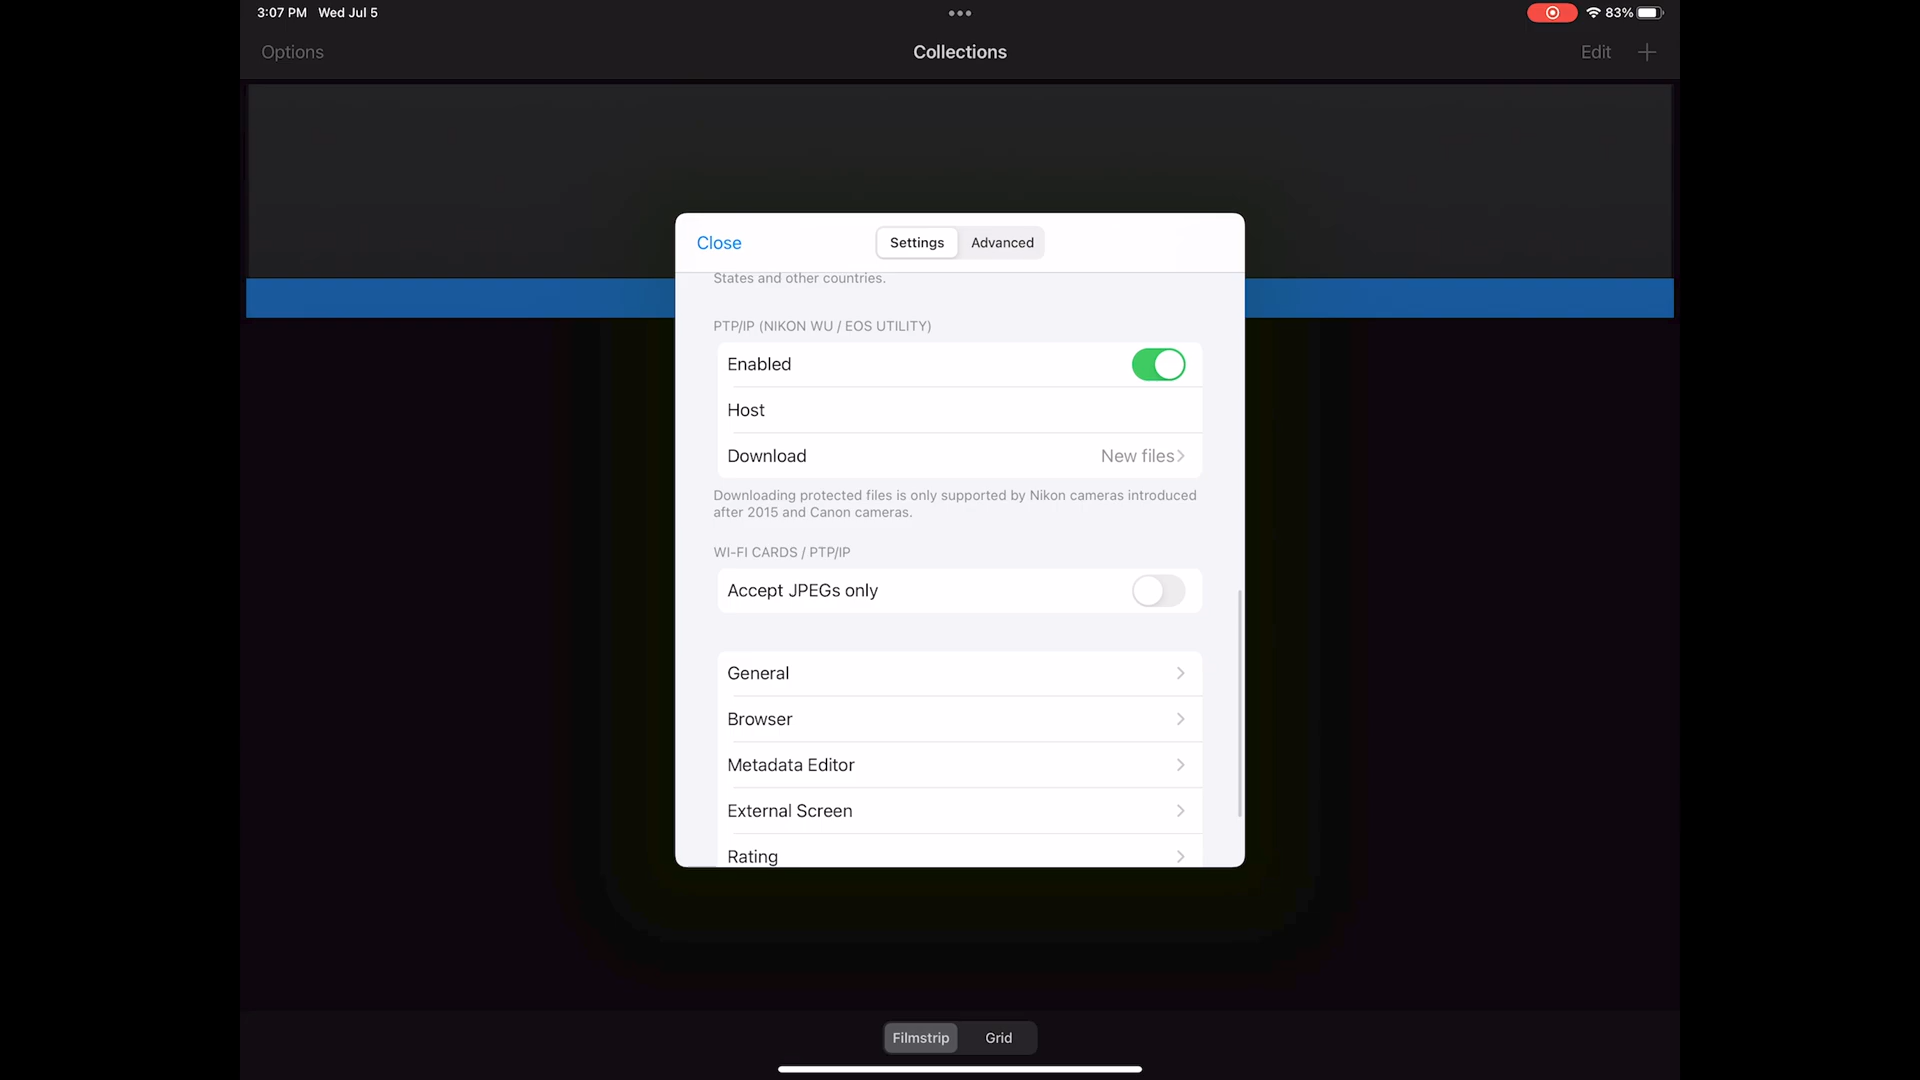 3:07 PM Wed Jul 5
83%
Options
Collections
Edit
Close
Settings
Advanced
States and other countries.
PTP/IP (NIKON WU / EOS UTILITY)
Enabled
Host
Download
New files
Downloading protected files is only supported by Nikon cameras introduced
after 2015 and Canon cameras.
WI-FI CARDS / PTP/IP
Accept JPEGs only
General
Browser
Metadata Editor
External Screen
Rating
Filmstrip
Grid